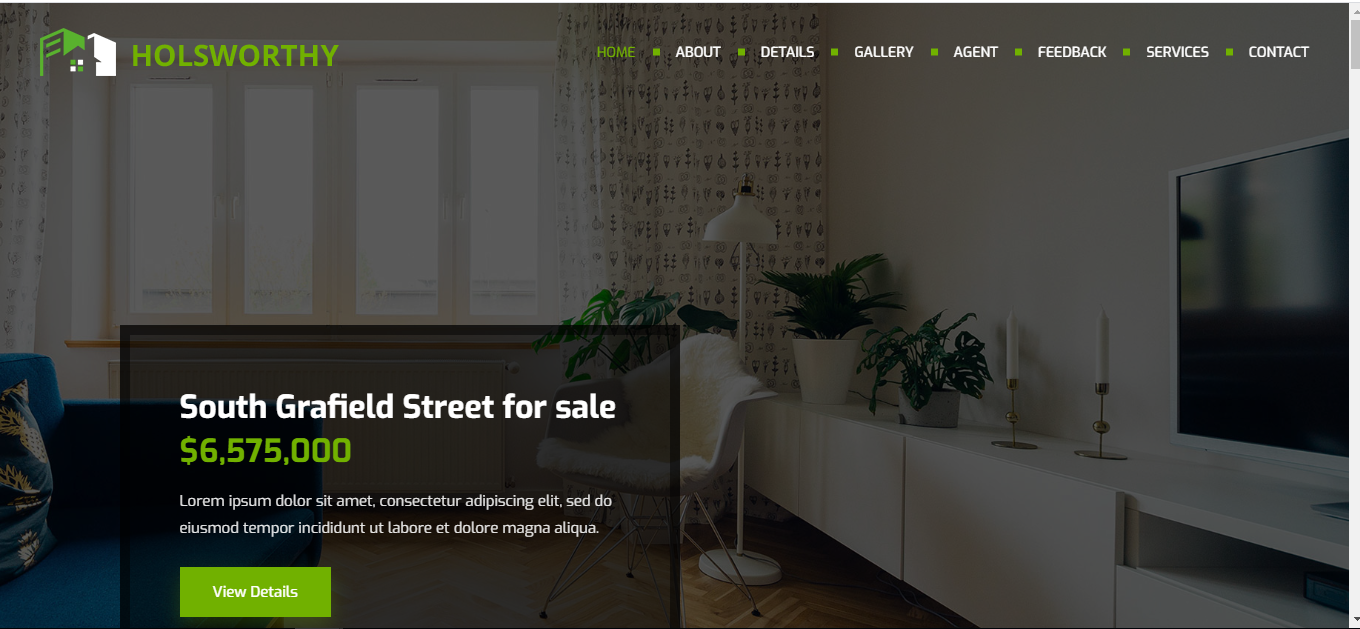 HOLSWORTHY
HOME ABOUT DETAILS GALLERY AGENT FEEDBACK SERVICES CONTACT
South Grafield Street for sale
$6,575,000
Lorem ipsum dolor sit amet, consectetur adipiscing elit, sed do
eiusmod tempor incididunt ut labore et dolore magna aliqua.
View Details